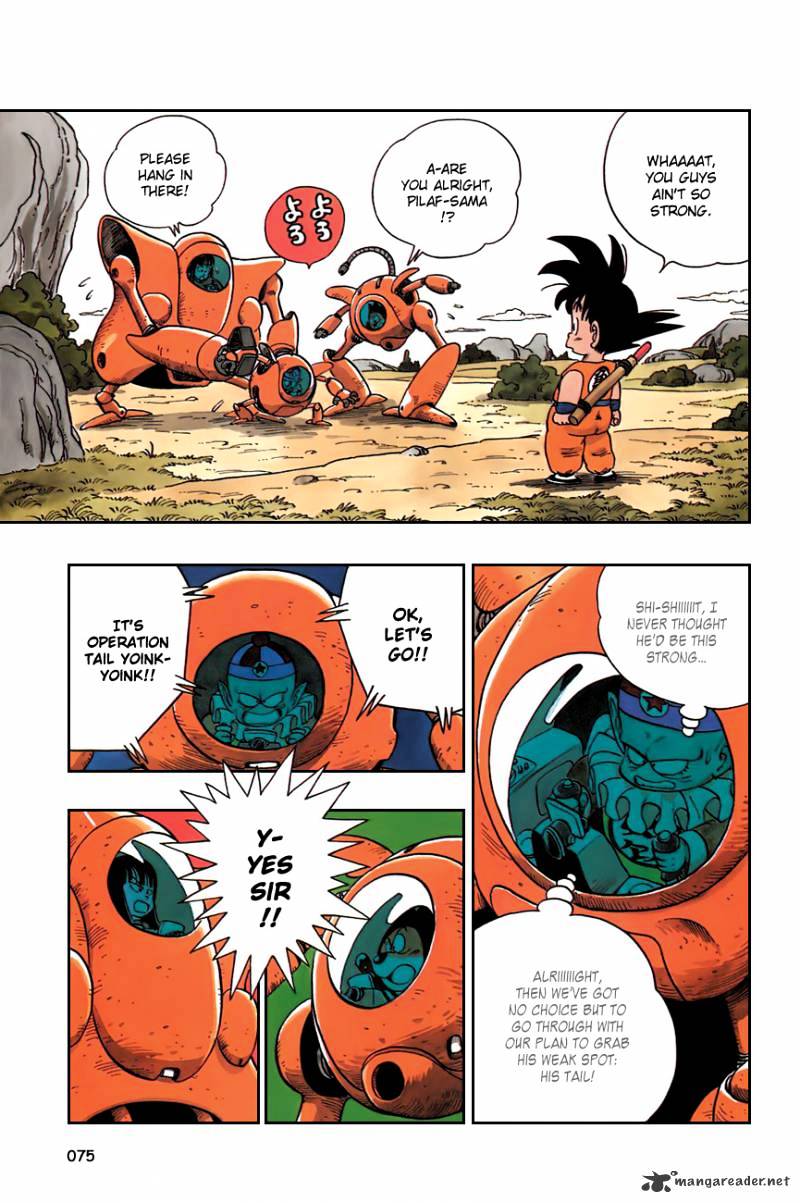 WHAAAAT,
YOU GUYS
AIN'T SO
STRONG.
A-ARE
YOU ALRIGHT,
PILAF-SAMA
!?
よろ
よろ
PLEASE
HANG IN
THERE!
SHI-SHIIIIIIT, I
NEVER THOUGHT
HE'D BE THIS
STRONG...
ALRIIIIIIGHT,
THEN WE'VE GOT
NO CHOICE BUT TO
GO THROUGH WITH
OUR PLAN TO GRAB
HIS WEAK SPOT:
HIS TAIL!
OK,
LET'S
GO!!
IT'S
OPERATION
TAIL YOINK-
YOINK!!
Y-
YES
SIR
!!
075
mangareader.net